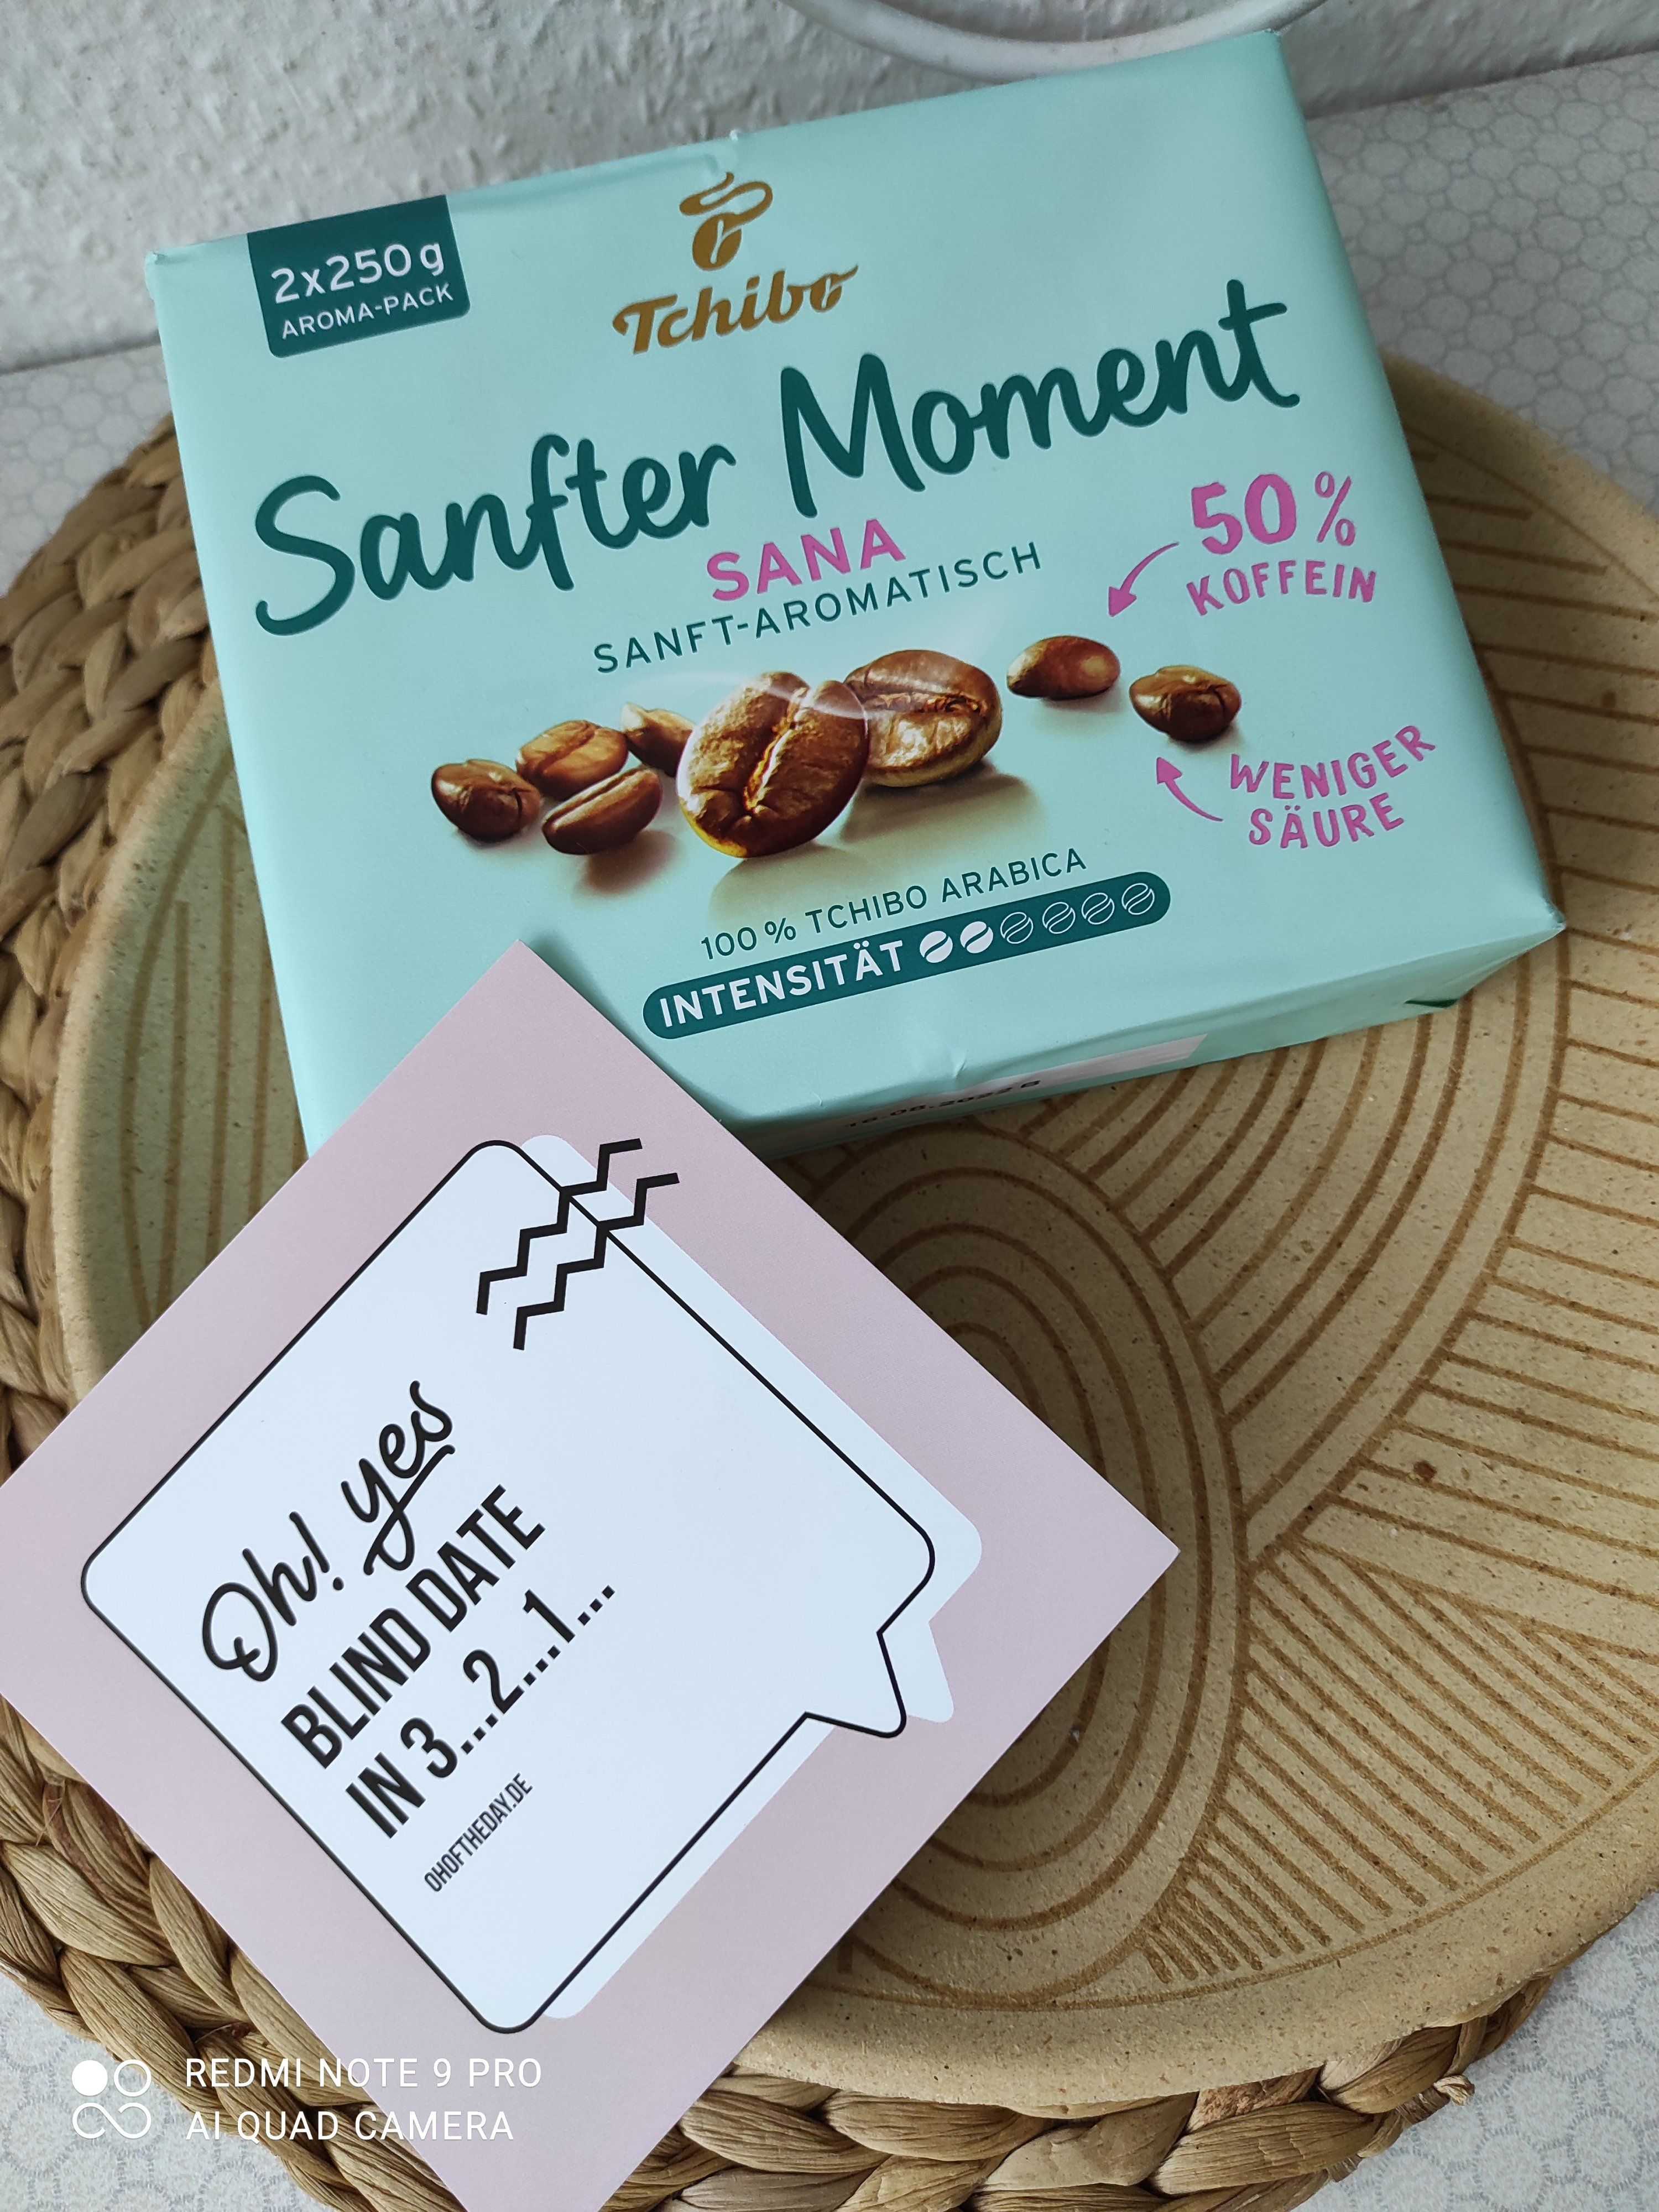 2x250g
AROMA-PACK
Tchibo
Sanfter Moment
SANA
SANFT-AROMATISCH
50%
KOFFEIN
WENIGER
SÄURE
100 % TCHIBO ARABICA
INTENSITÄT
Oh! yes
BLIND DATE
IN 3...2...1...
OHOFTHEDAY.DE
REDMI NOTE 9 PRO
AI QUAD CAMERA